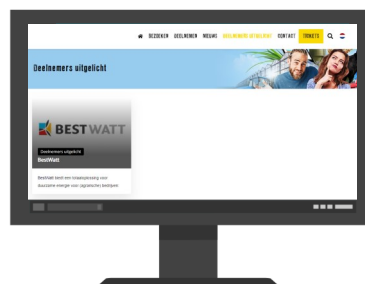 BEZOEKEN DEELNEMEN NIEUWS DEELNEMERS UITGELICHT CONTACT TICKETS
Deelnemers uitgelicht
BESTWATT
Deelnemers uitgelicht
BestWatt
BestWatt biedt een totaaloplossing voor
duurzame energie voor (agrarische) bedrijven